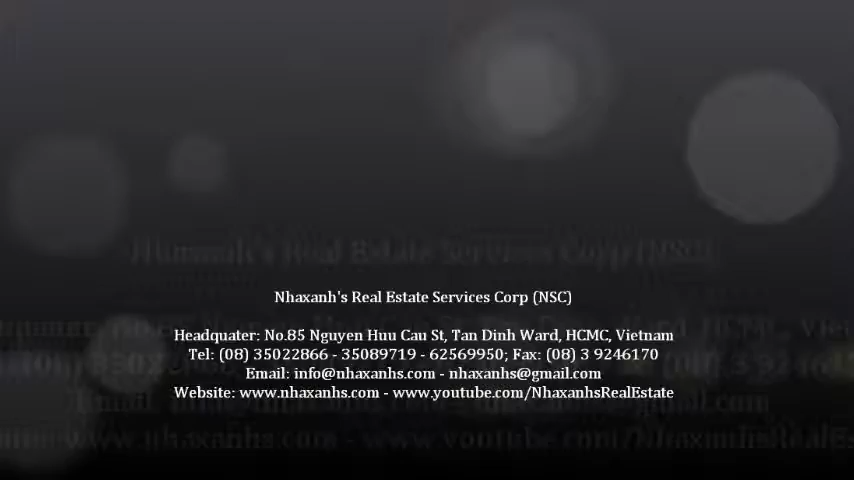 Nhaxanh's Real Estate Services Corp (NSC)
Headquater: No.85 Nguyen Huu Cau St, Tan Dinh Ward, HCMC, Vietnam
Tel: (08) 35022866 - 35089719 - 62569950; Fax: (08) 3 9246170
Email: info@nhaxanhs.com - nhaxanhs@gmail.com
Website: www.nhaxanhs.com - www.youtube.com/NhaxanhsRealEstate